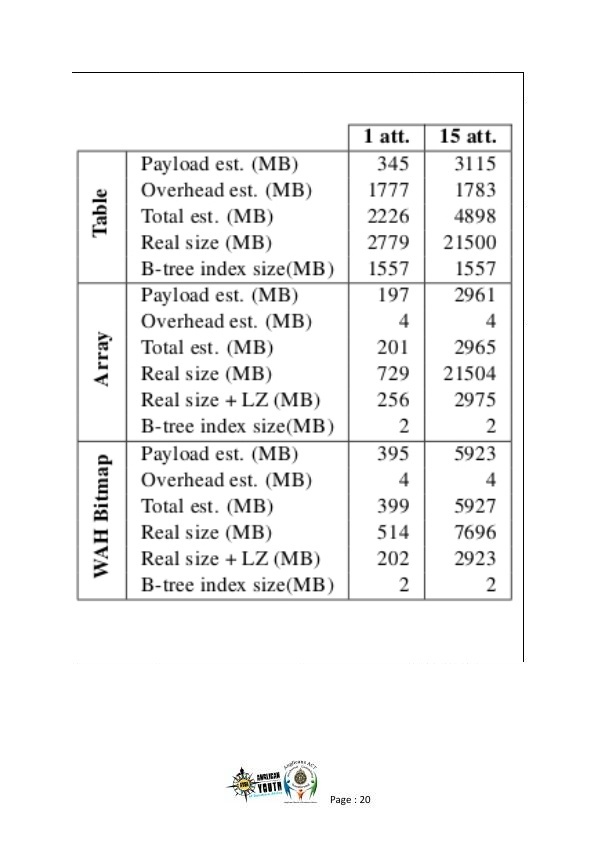 1 att. 15 att.
Table
Payload est. (MB) 345 3115
Overhead est. (MB) 1777 1783
Total est. (MB) 2226 4898
Real size (MB) 2779 21500
B-tree index size(MB) 1557 1557
Array
Payload est. (MB) 197 2961
Overhead est. (MB) 4 4
Total est. (MB) 201 2965
Real size (MB) 729 21504
Real size + LZ (MB) 256 2975
B-tree index size(MB) 2 2
WAH Bitmap
Payload est. (MB) 395 5923
Overhead est. (MB) 4 4
Total est. (MB) 399 5927
Real size (MB) 514 7696
Real size + LZ (MB) 202 2923
B-tree index size(MB) 2 2
ANGLICAN
YOUTH
Anglicans ACT
Page : 20